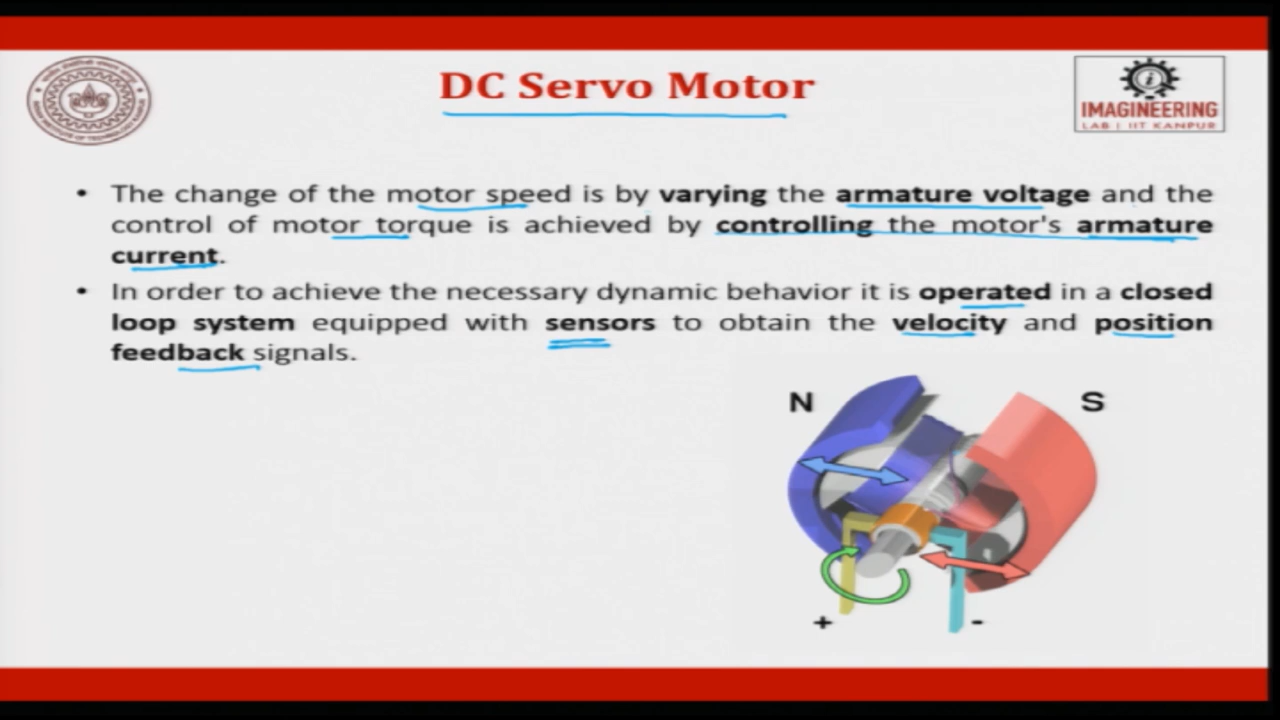 DC Servo Motor
IMAGINEERING
LAB | IIT KANPUR
• The change of the motor speed is by varying the armature voltage and the
control of motor torque is achieved by controlling the motor's armature
current.
• In order to achieve the necessary dynamic behavior it is operated in a closed
loop system equipped with sensors to obtain the velocity and position
feedback signals.
N S
+ -